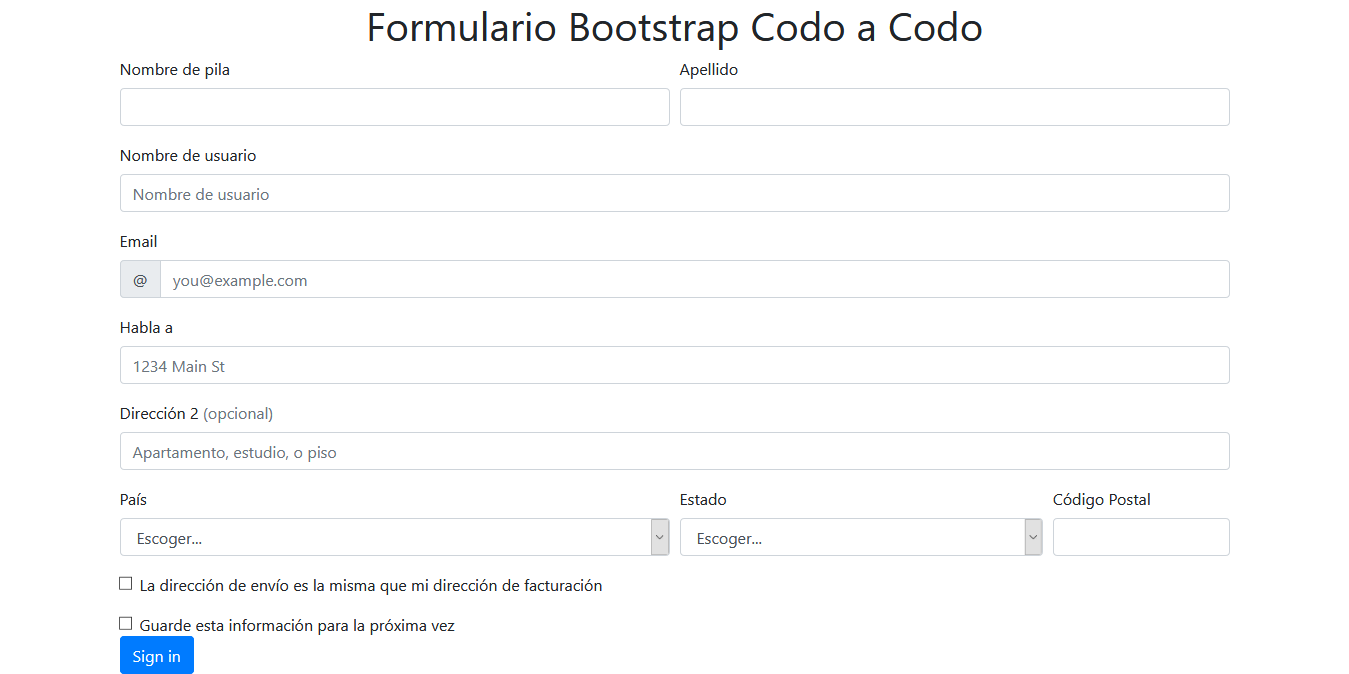 Formulario Bootstrap Codo a Codo
Nombre de pila
Apellido
Nombre de usuario
Nombre de usuario
Email
@ you@example.com
Habla a
1234 Main St
Dirección 2 (opcional)
Apartamento, estudio, o piso
País
Estado
Código Postal
Escoger...
Escoger...
La dirección de envío es la misma que mi dirección de facturación
Guarde esta información para la próxima vez
Sign in